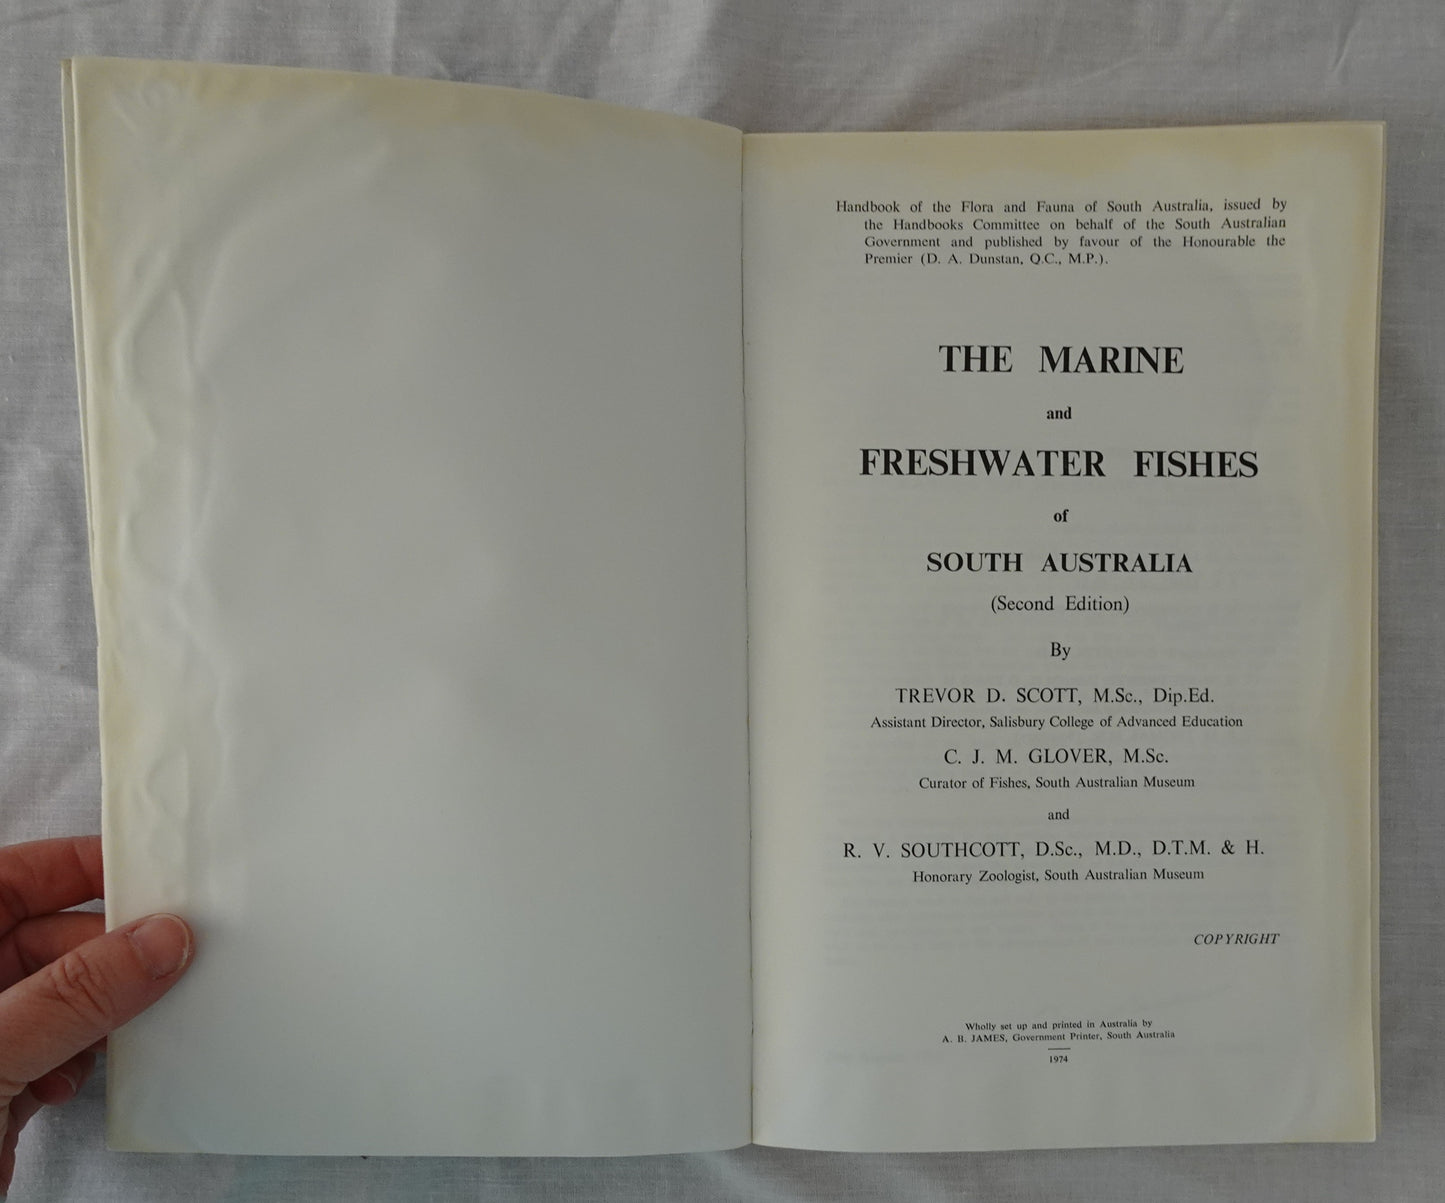 Handbook of the Flora and Fauna of South Australia, issued by
the Handbooks Committee on behalf of the South Australian
Government and published by favour of the Honourable the
Premier (D. A. Dunstan, Q.C., M.P.).
THE MARINE
and
FRESHWATER FISHES
of
SOUTH AUSTRALIA
(Second Edition)
By
TREVOR D. SCOTT, M.Sc., Dip.Ed.
Assistant Director, Salisbury College of Advanced Education
C. J. M. GLOVER, M.Sc.
Curator of Fishes, South Australian Museum
and
R. V. SOUTHCOTT, D.Sc., M.D., D.T.M. & H.
Honorary Zoologist, South Australian Museum
COPYRIGHT
Wholly set up and printed in Australia by
A. B. JAMES, Government Printer, South Australia
1974